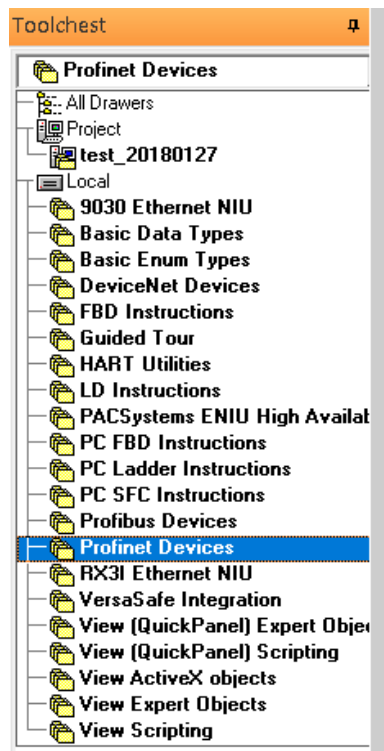 Toolchest
Profinet Devices
All Drawers
Project
test_20180127
Local
9030 Ethernet NIU
Basic Data Types
Basic Enum Types
DeviceNet Devices
FBD Instructions
Guided Tour
HART Utilities
LD Instructions
PACSystems ENIU High Availab
PC FBD Instructions
PC Ladder Instructions
PC SFC Instructions
Profibus Devices
Profinet Devices
RX3I Ethernet NIU
VersaSafe Integration
View (QuickPanel) Expert Obje
View (QuickPanel) Scripting
View ActiveX objects
View Expert Objects
View Scripting